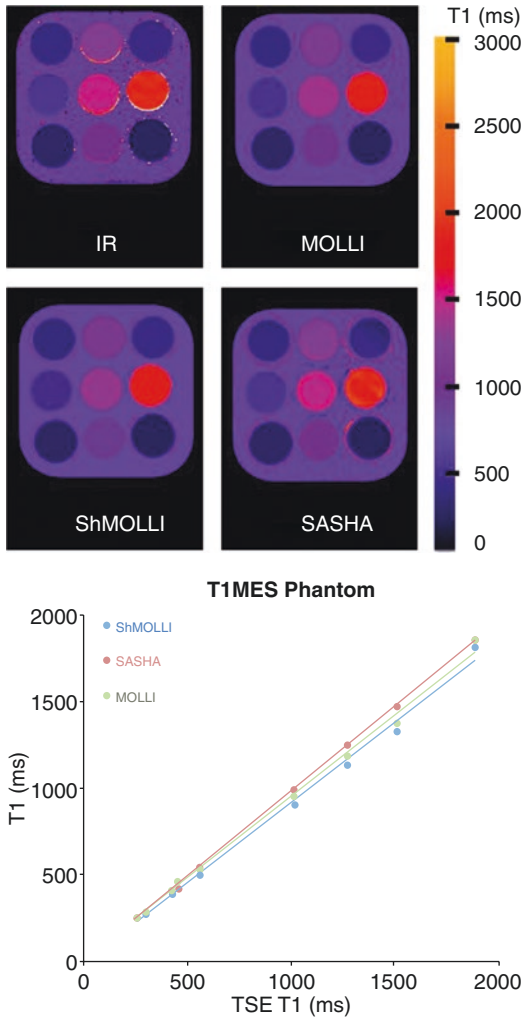 T1 (ms)
3000
2500
2000
1500
1000
500
0
IR
MOLLI
ShMOLLI
SASHA
T1MES Phantom
2000
1500
1000
500
0
T1 (ms)
ShMOLLI
SASHA
MOLLI
0 500 1000 1500 2000
TSE T1 (ms)